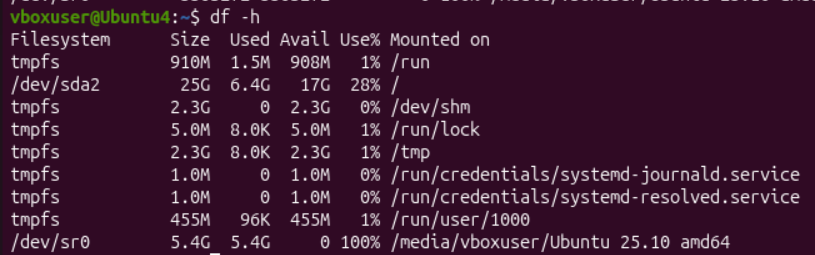 vboxuser@Ubuntu4:~$ df -h
Filesystem      Size  Used Avail Use% Mounted on
tmpfs           910M  1.5M  908M   1% /run
/dev/sda2        25G  6.4G   17G  28% /
tmpfs           2.3G     0  2.3G   0% /dev/shm
tmpfs           5.0M  8.0K  5.0M   1% /run/lock
tmpfs           2.3G  8.0K  2.3G   1% /tmp
tmpfs           1.0M     0  1.0M   0% /run/credentials/systemd-journald.service
tmpfs           1.0M     0  1.0M   0% /run/credentials/systemd-resolved.service
tmpfs           455M   96K  455M   1% /run/user/1000
/dev/sr0        5.4G  5.4G     0 100% /media/vboxuser/Ubuntu 25.10 amd64